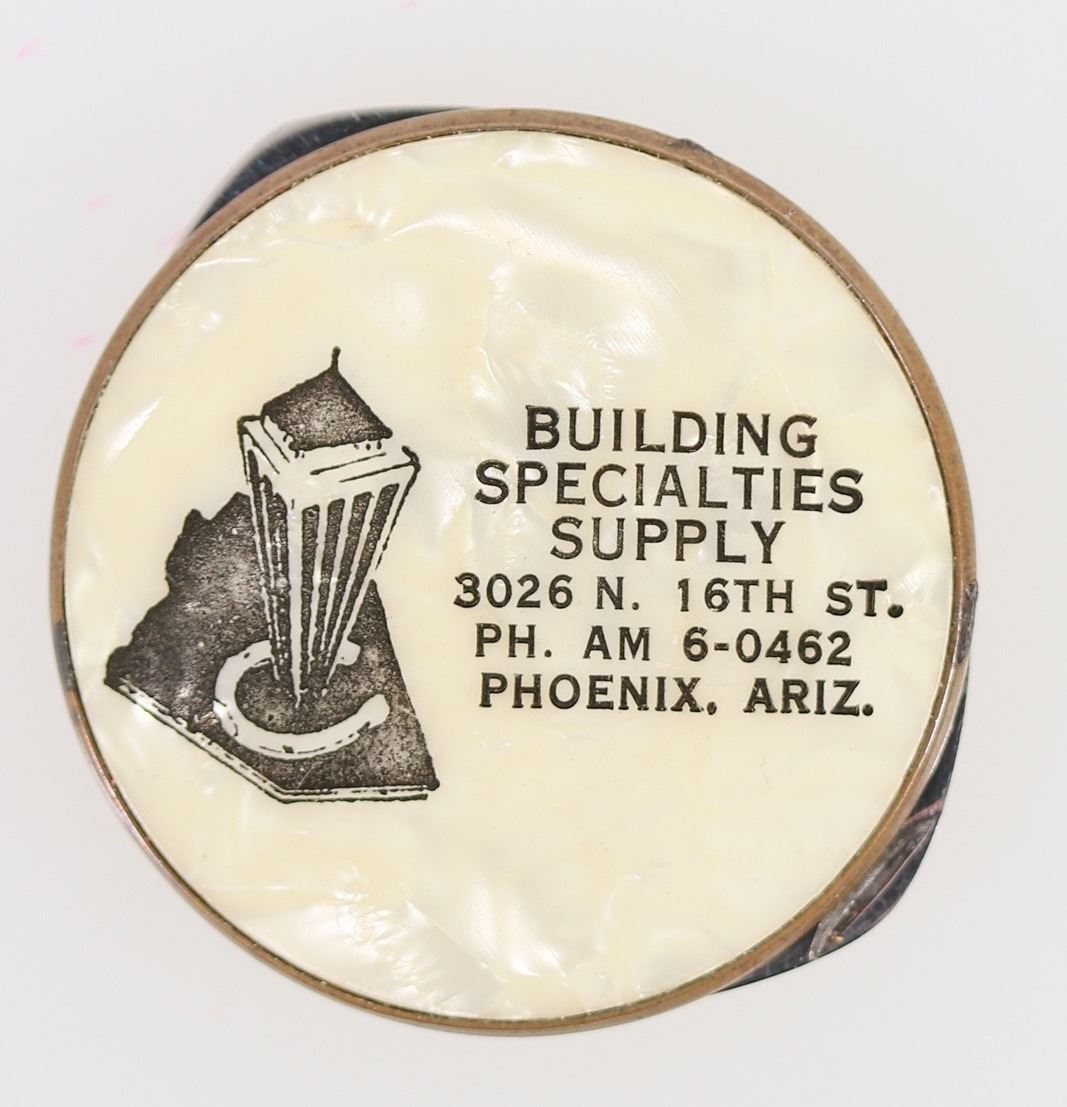 BUILDING
SPECIALTIES
SUPPLY
3026 N. 16TH ST.
PH. AM 6-0462
PHOENIX, ARIZ.